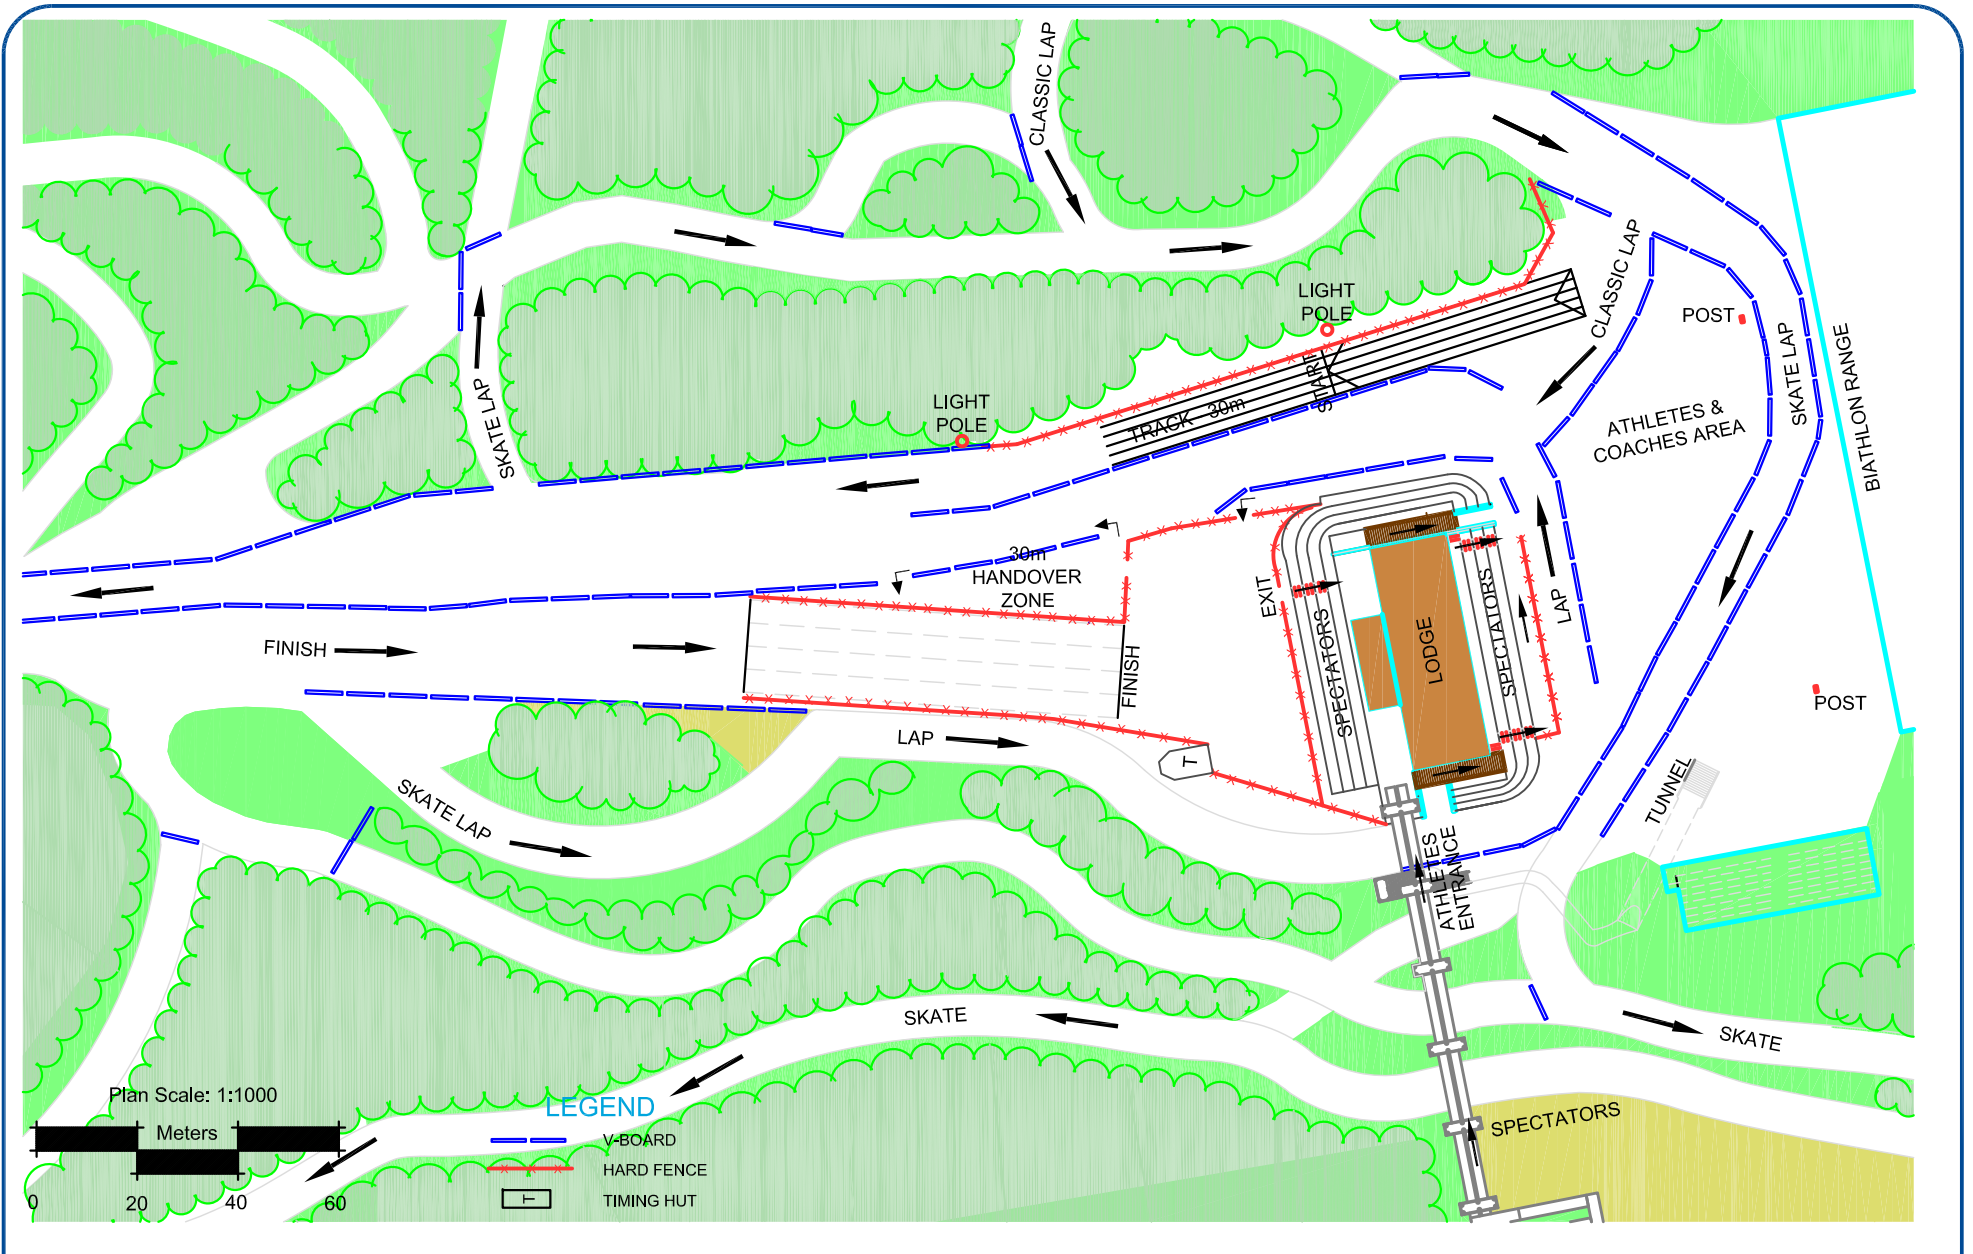 CLASSIC LAP
LIGHT
POLE
CLASSIC LAP
POST
SKATE LAP
BIATHLON RANGE
SKATE LAP
LIGHT
POLE
START
TRACK 30m
ATHLETES &
COACHES AREA
30m
HANDOVER
ZONE
EXIT
LAP
FINISH
FINISH
SPECTATORS
LODGE
SPECTATORS
POST
LAP
T
SKATE LAP
TUNNEL
ATHLETES
ENTRANCE
SKATE
SKATE
SPECTATORS
Plan Scale: 1:1000
Meters
0 20 40 60
LEGEND
V-BOARD
HARD FENCE
T TIMING HUT